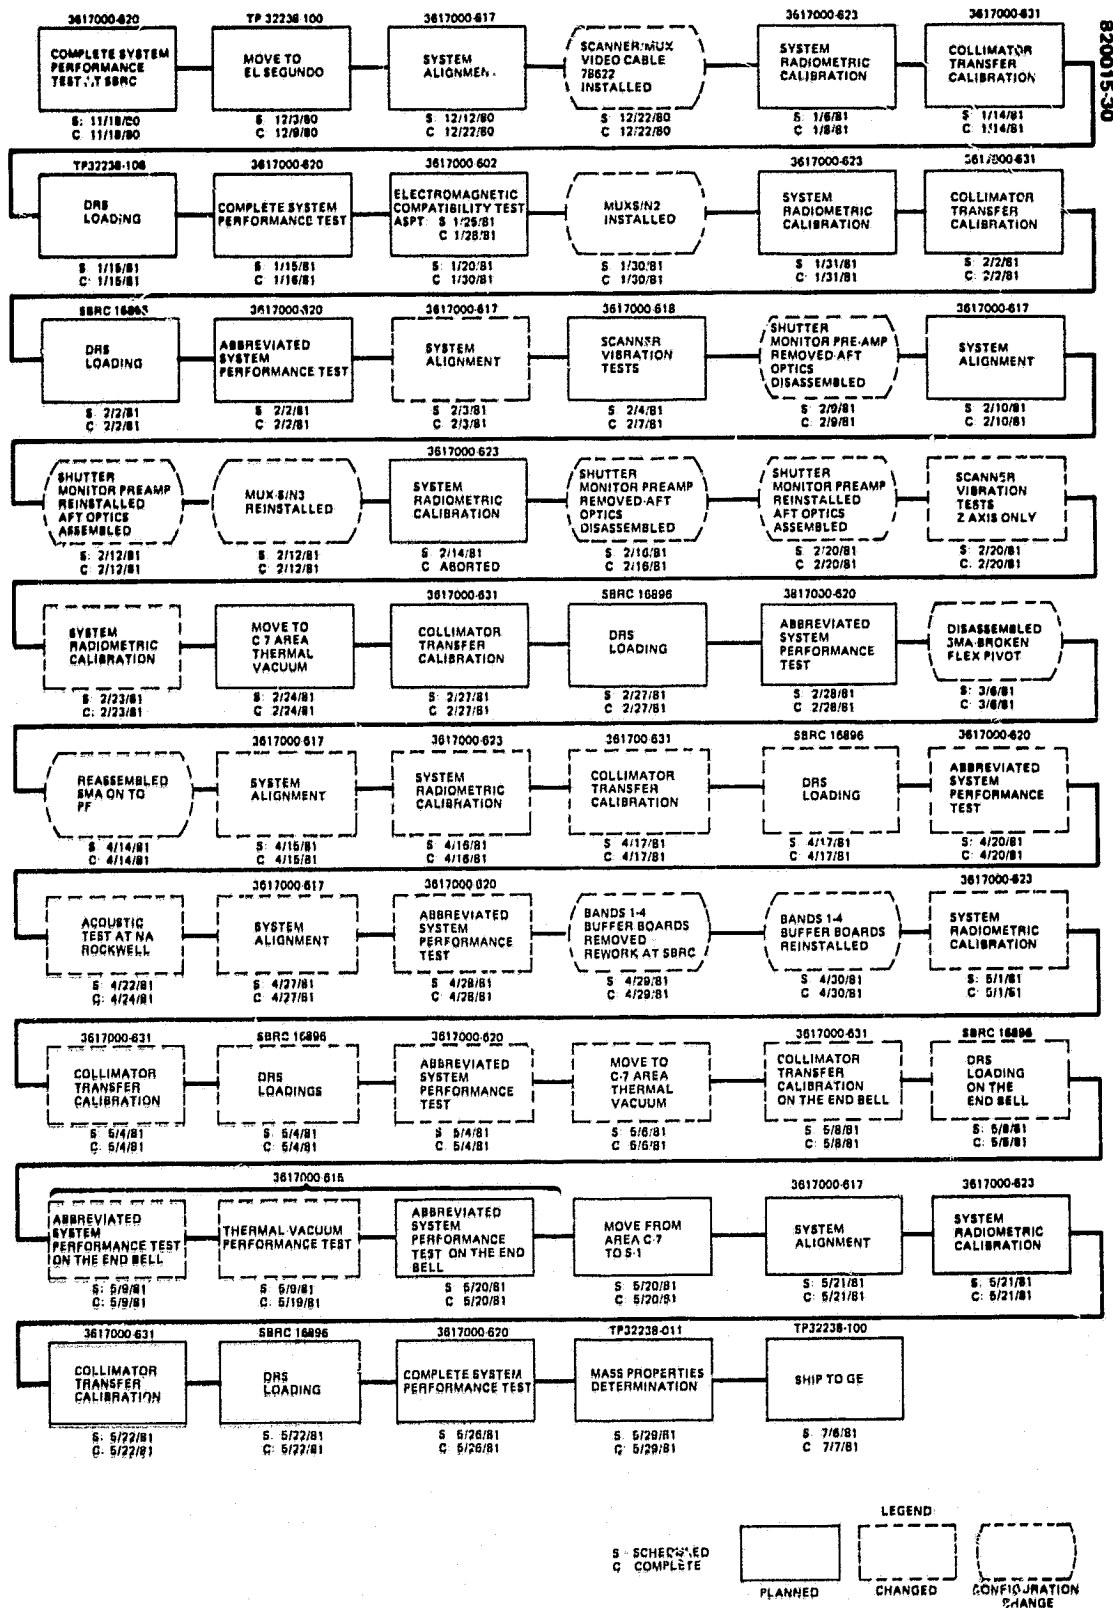 820015-30
3617000-620
COMPLETE SYSTEM
PERFORMANCE
TEST AT SBRC
S: 11/18/80
C: 11/18/80
TP 32238-100
MOVE TO
EL SEGUNDO
S: 12/3/80
C: 12/9/80
3617000-617
SYSTEM
ALIGNMENT
S: 12/12/80
C: 12/22/80
SCANNER/MUX
VIDEO CABLE
78622
INSTALLED
S: 12/22/80
C: 12/22/80
3617000-623
SYSTEM
RADIOMETRIC
CALIBRATION
S: 1/6/81
C: 1/8/81
3617000-631
COLLIMATOR
TRANSFER
CALIBRATION
S: 1/14/81
C: 1/14/81
TP32238-108
DRS
LOADING
S: 1/15/81
C: 1/15/81
3617000-620
COMPLETE SYSTEM
PERFORMANCE TEST
S: 1/15/81
C: 1/16/81
3617000-602
ELECTROMAGNETIC
COMPATIBILITY TEST
ASPT: S 1/25/81
C 1/28/81
S: 1/20/81
C: 1/30/81
MUXS/N2
INSTALLED
S: 1/30/81
C: 1/30/81
3617000-623
SYSTEM
RADIOMETRIC
CALIBRATION
S: 1/31/81
C: 1/31/81
3617000-631
COLLIMATOR
TRANSFER
CALIBRATION
S: 2/2/81
C: 2/2/81
SBRC
DRS
LOADING
S: 2/2/81
C: 2/2/81
3617000-320
ABBREVIATED
SYSTEM
PERFORMANCE TEST
S: 2/2/81
C: 2/2/81
3617000-617
SYSTEM
ALIGNMENT
S: 2/3/81
C: 2/3/81
3617000-618
SCANNER
VIBRATION
TESTS
S: 2/4/81
C: 2/7/81
SHUTTER
MONITOR PRE-AMP
REMOVED-AFT
OPTICS
DISASSEMBLED
S: 2/9/81
C: 2/9/81
3617000-617
SYSTEM
ALIGNMENT
S: 2/10/81
C: 2/10/81
SHUTTER
MONITOR PREAMP
REINSTALLED
AFT OPTICS
ASSEMBLED
S: 2/12/81
C: 2/12/81
MUX-S/N3
REINSTALLED
S: 2/12/81
C: 2/12/81
3617000-623
SYSTEM
RADIOMETRIC
CALIBRATION
S: 2/14/81
C ABORTED
SHUTTER
MONITOR PREAMP
REMOVED-AFT
OPTICS
DISASSEMBLED
S: 2/16/81
C: 2/16/81
SHUTTER
MONITOR PREAMP
REINSTALLED
AFT OPTICS
ASSEMBLED
S: 2/20/81
C: 2/20/81
SCANNER
VIBRATION
TESTS
Z AXIS ONLY
S: 2/20/81
C: 2/20/81
SYSTEM
RADIOMETRIC
CALIBRATION
S: 2/23/81
C: 2/23/81
MOVE TO
C-7 AREA
THERMAL
VACUUM
S: 2/24/81
C: 2/24/81
3617000-631
COLLIMATOR
TRANSFER
CALIBRATION
S: 2/27/81
C: 2/27/81
SBRC 16896
DRS
LOADING
S: 2/27/81
C: 2/27/81
3817000-620
ABBREVIATED
SYSTEM
PERFORMANCE
TEST
S: 2/28/81
C: 2/28/81
DISASSEMBLED
SMA-BROKEN
FLEX PIVOT
S: 3/6/81
C: 3/6/81
REASSEMBLED
SMA ON TO
PF
S: 4/14/81
C: 4/14/81
3617000-617
SYSTEM
ALIGNMENT
S: 4/15/81
C: 4/15/81
3617000-623
SYSTEM
RADIOMETRIC
CALIBRATION
S: 4/16/81
C: 4/16/81
361700-631
COLLIMATOR
TRANSFER
CALIBRATION
S: 4/17/81
C: 4/17/81
SBRC 16896
DRS
LOADING
S: 4/17/81
C: 4/17/81
3617000-620
ABBREVIATED
SYSTEM
PERFORMANCE
TEST
S: 4/20/81
C: 4/20/81
ACOUSTIC
TEST AT NA
ROCKWELL
S: 4/22/81
C: 4/24/81
3617000-617
SYSTEM
ALIGNMENT
S: 4/27/81
C: 4/27/81
3617000-620
ABBREVIATED
SYSTEM
PERFORMANCE
TEST
S: 4/28/81
C: 4/28/81
BANDS 1-4
BUFFER BOARDS
REMOVED
REWORK AT SBRC
S: 4/29/81
C: 4/29/81
BANDS 1-4
BUFFER BOARDS
REINSTALLED
S: 4/30/81
C: 4/30/81
3617000-623
SYSTEM
RADIOMETRIC
CALIBRATION
S: 5/1/81
C: 5/1/81
3617000-631
COLLIMATOR
TRANSFER
CALIBRATION
S: 5/4/81
C: 5/4/81
SBRC 16896
DRS
LOADINGS
S: 5/4/81
C: 5/4/81
3617000-620
ABBREVIATED
SYSTEM
PERFORMANCE
TEST
S: 5/4/81
C: 5/4/81
MOVE TO
C-7 AREA
THERMAL
VACUUM
S: 5/6/81
C: 5/6/81
3617000-631
COLLIMATOR
TRANSFER
CALIBRATION
ON THE END BELL
S: 5/8/81
C: 5/8/81
SBRC 16896
DRS
LOADING
ON THE
END BELL
S: 5/8/81
C: 5/8/81
3617000-615
ABBREVIATED
SYSTEM
PERFORMANCE TEST
ON THE END BELL
S: 5/9/81
C: 5/9/81
THERMAL-VACUUM
PERFORMANCE TEST
S: 5/9/81
C: 5/19/81
ABBREVIATED
SYSTEM
PERFORMANCE
TEST ON THE END
BELL
S: 5/20/81
C: 5/20/81
MOVE FROM
AREA C-7
TO S-1
S: 5/20/81
C: 5/20/81
3617000-617
SYSTEM
ALIGNMENT
S: 5/21/81
C: 5/21/81
3617000-623
SYSTEM
RADIOMETRIC
CALIBRATION
S: 5/21/81
C: 5/21/81
3617000-631
COLLIMATOR
TRANSFER
CALIBRATION
S: 5/22/81
C: 5/22/81
SBRC 16896
DRS
LOADING
S: 5/22/81
C: 5/22/81
3617000-620
COMPLETE SYSTEM
PERFORMANCE TEST
S: 5/26/81
C: 5/26/81
TP32238-011
MASS PROPERTIES
DETERMINATION
S: 5/29/81
C: 5/29/81
TP32238-100
SHIP TO GE
S: 7/6/81
C 7/7/81
LEGEND
S - SCHEDULED
C COMPLETE
PLANNED
CHANGED
CONFIGURATION
CHANGE